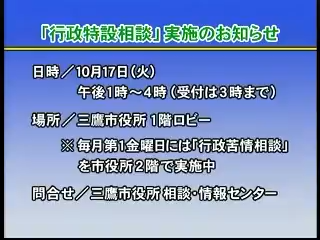 「行政特設相談」実施のお知らせ
日時／10月17日(火)
午後1時〜4時(受付は3時まで)
場所／三鷹市役所 1階ロビー
※ 毎月第1金曜日には「行政苦情相談」
を市役所2階で実施中
問合せ／三鷹市役所 相談・情報センター